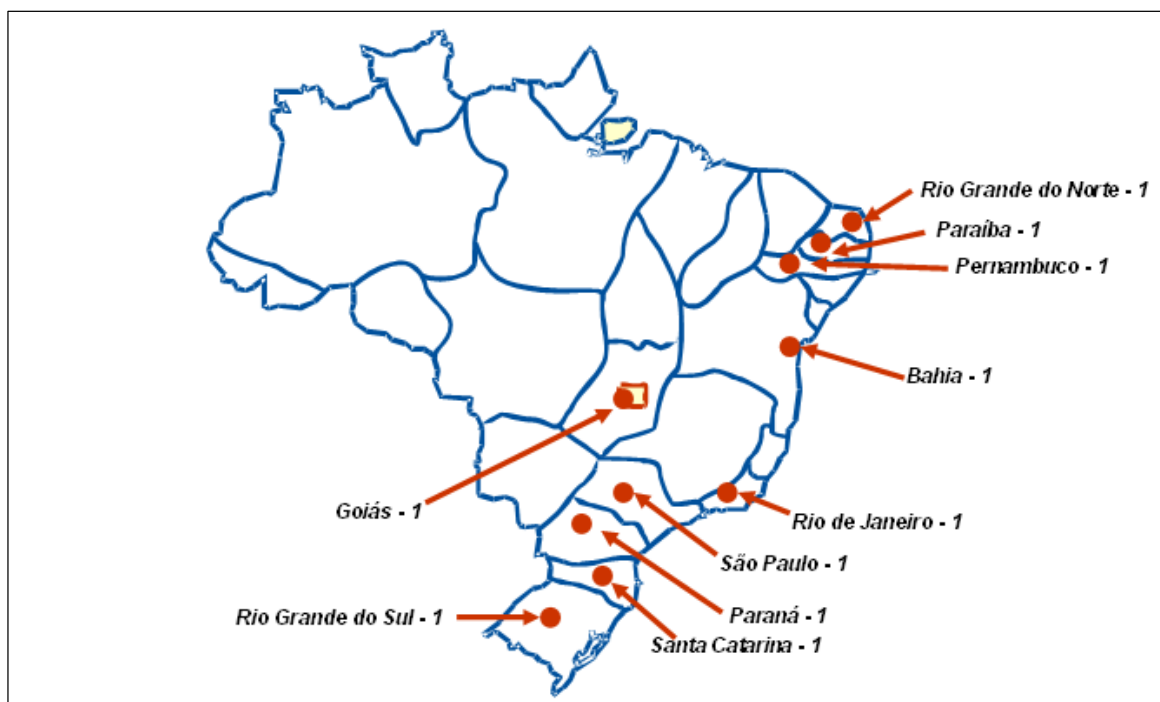 Rio Grande do Norte - 1
Paraíba - 1
Pernambuco - 1
Bahia - 1
Goiás - 1
Rio de Janeiro - 1
São Paulo - 1
Rio Grande do Sul - 1
Paraná - 1
Santa Catarina - 1